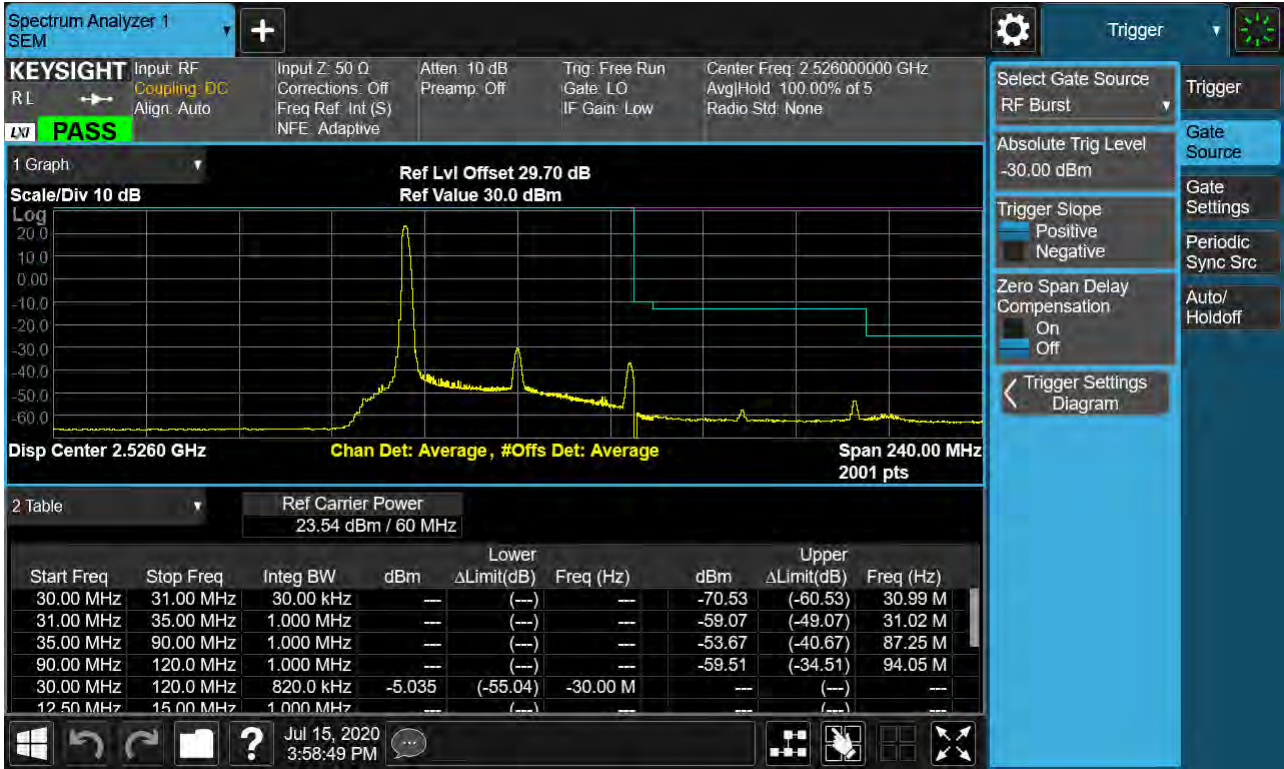 Spectrum Analyzer 1
SEM
Trigger
KEYSIGHT
R L
LXI
PASS
Input: RF
Coupling: DC
Align: Auto
Input Z: 50 Ω
Corrections: Off
Freq Ref: Int (S)
NFE: Adaptive
Atten: 10 dB
Preamp: Off
Trig: Free Run
Gate: LO
IF Gain: Low
Center Freq: 2.526000000 GHz
Avg|Hold: 100.00% of 5
Radio Std: None
1 Graph
Scale/Div 10 dB
Ref Lvl Offset 29.70 dB
Ref Value 30.0 dBm
Log
20.0
10.0
0.00
-10.0
-20.0
-30.0
-40.0
-50.0
-60.0
Disp Center 2.5260 GHz
Chan Det: Average, #Offs Det: Average
Span 240.00 MHz
2001 pts
2 Table
Ref Carrier Power
23.54 dBm / 60 MHz
Lower Upper
Start Freq Stop Freq Integ BW dBm ΔLimit(dB) Freq (Hz) dBm ΔLimit(dB) Freq (Hz)
30.00 MHz 31.00 MHz 30.00 kHz --- (---) --- -70.53 (-60.53) 30.99 M
31.00 MHz 35.00 MHz 1.000 MHz --- (---) --- -59.07 (-49.07) 31.02 M
35.00 MHz 90.00 MHz 1.000 MHz --- (---) --- -53.67 (-40.67) 87.25 M
90.00 MHz 120.0 MHz 1.000 MHz --- (---) --- -59.51 (-34.51) 94.05 M
30.00 MHz 120.0 MHz 820.0 kHz -5.035 (-55.04) -30.00 M --- (---) ---
12.50 MHz 15.00 MHz 1.000 MHz --- (---) --- --- (---) ---
Jul 15, 2020
3:58:49 PM
Select Gate Source
RF Burst
Absolute Trig Level
-30.00 dBm
Trigger Slope
Positive
Negative
Zero Span Delay
Compensation
On
Off
Trigger Settings
Diagram
Trigger
Gate
Source
Gate
Settings
Periodic
Sync Src
Auto/
Holdoff